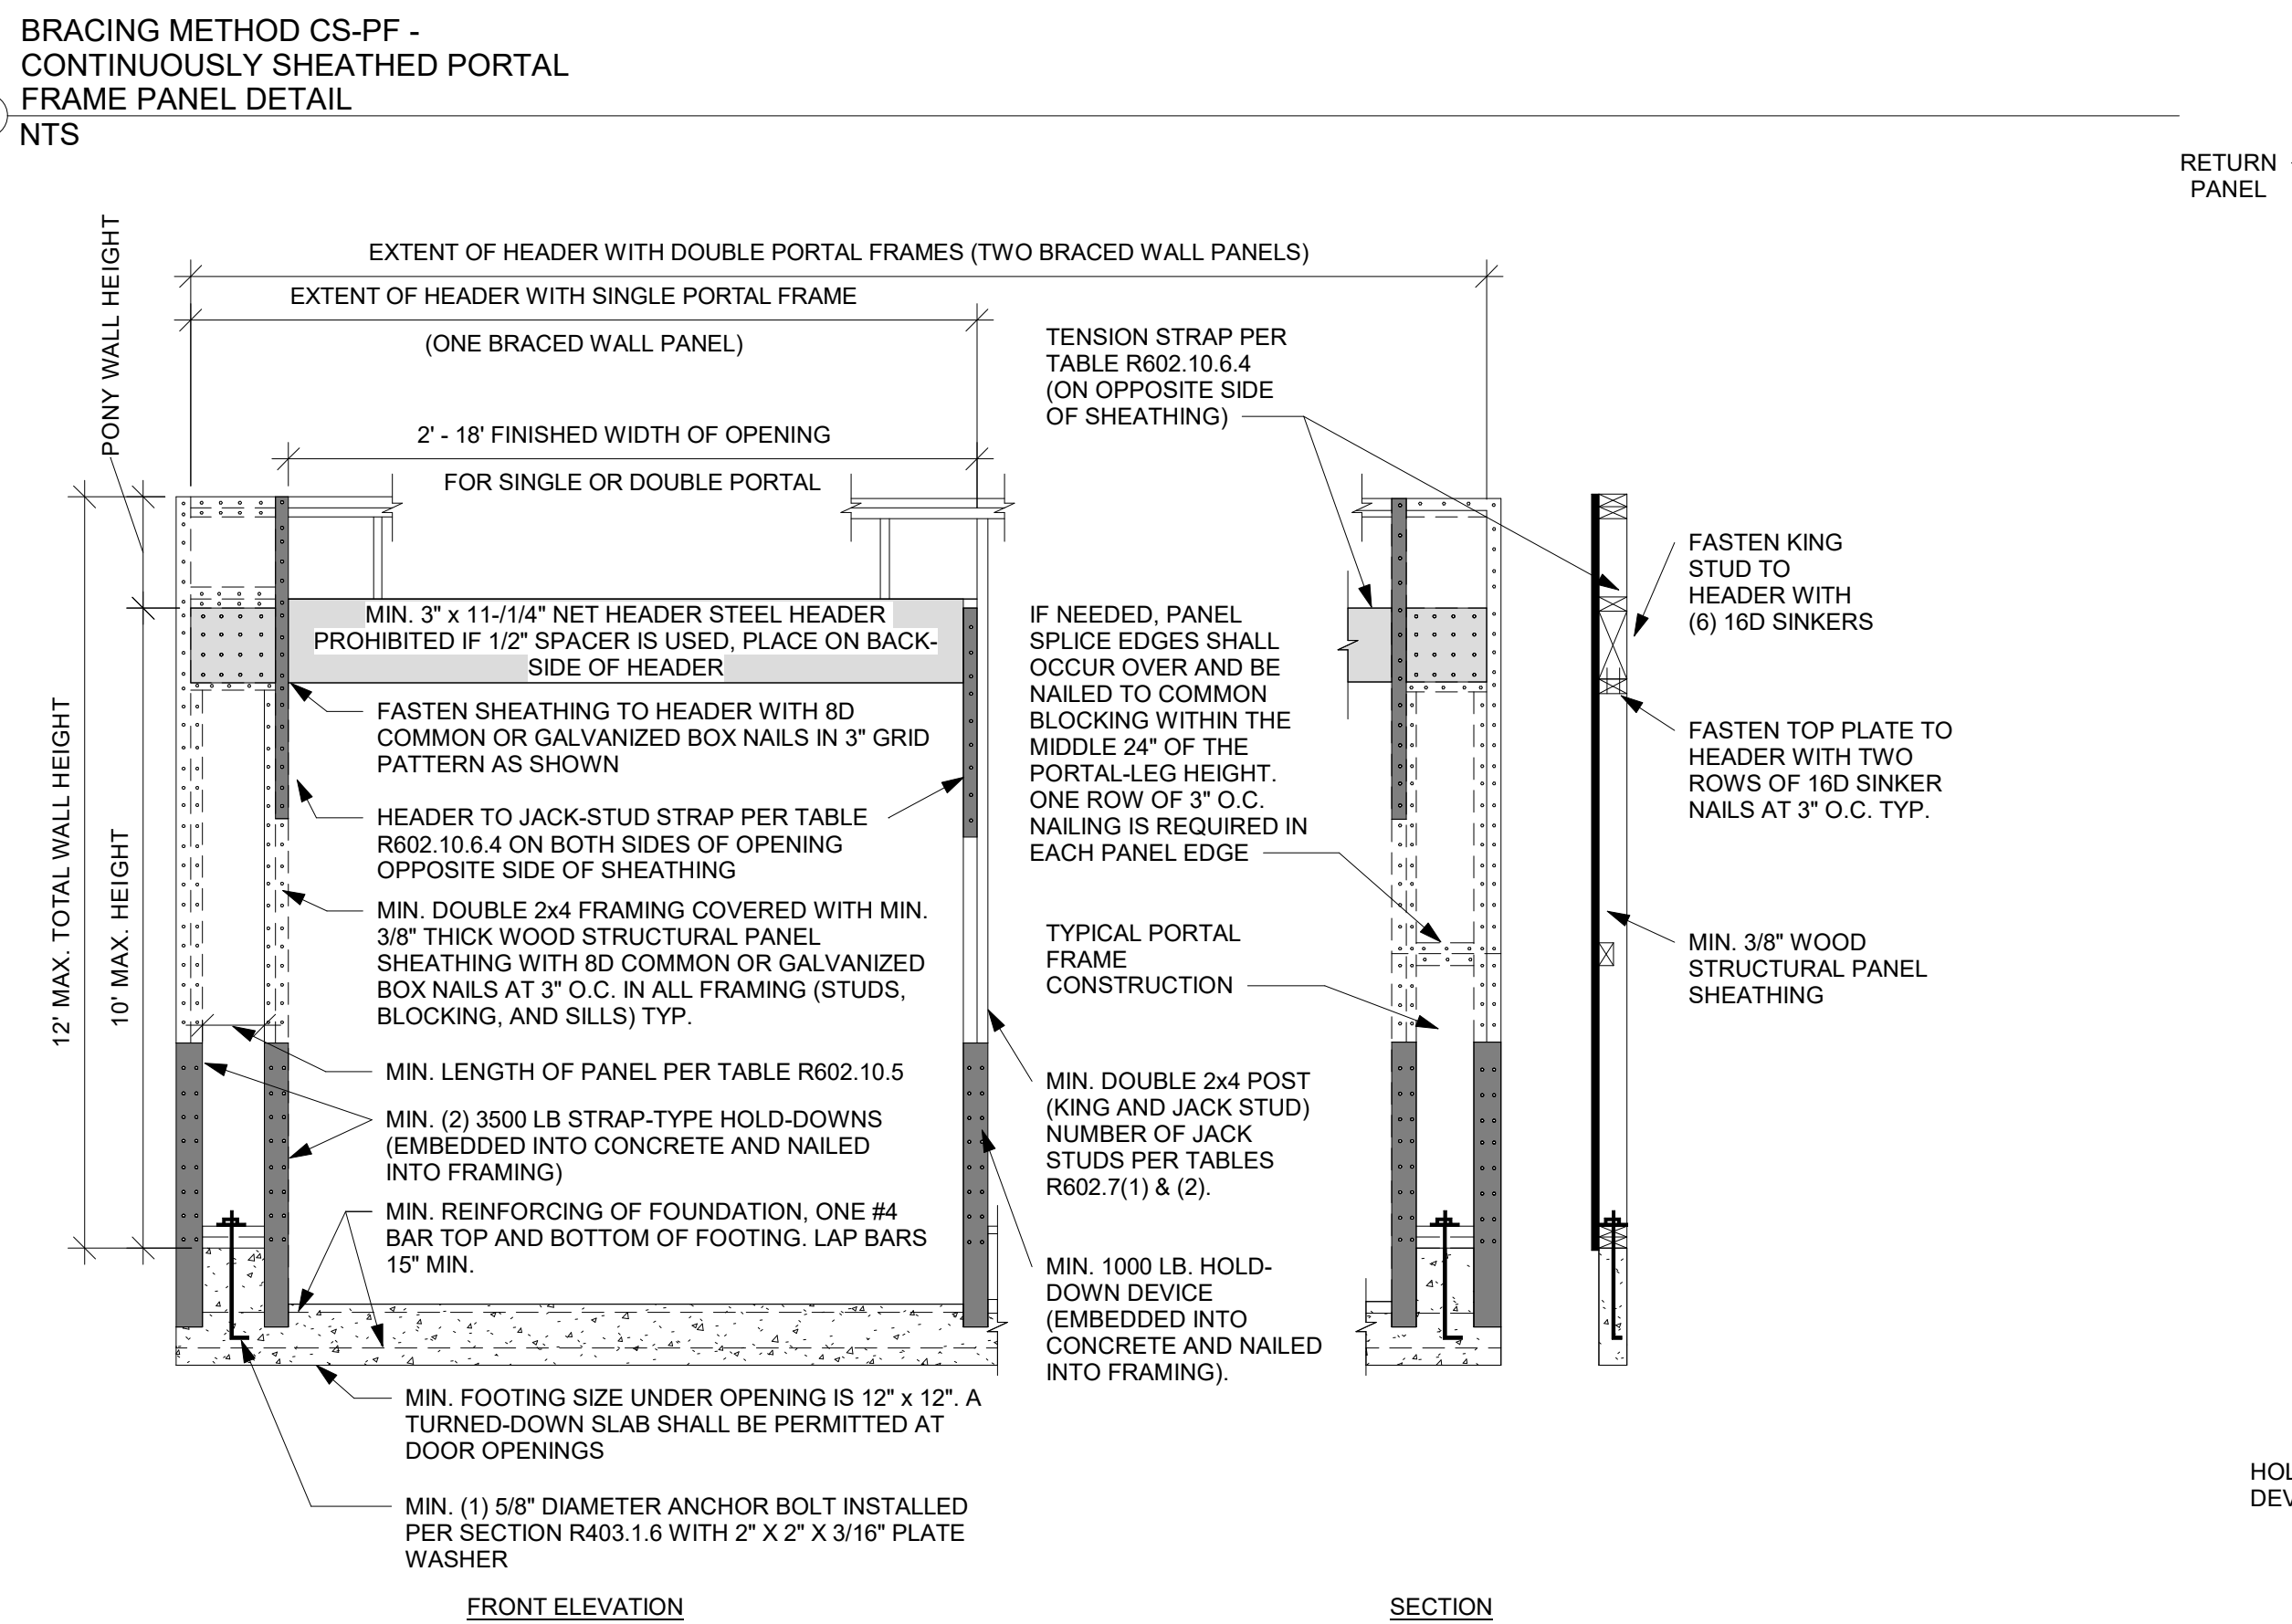 BRACING METHOD CS-PF -
CONTINUOUSLY SHEATHED PORTAL
FRAME PANEL DETAIL
NTS
RETURN
PANEL
PONY WALL HEIGHT
EXTENT OF HEADER WITH DOUBLE PORTAL FRAMES (TWO BRACED WALL PANELS)
EXTENT OF HEADER WITH SINGLE PORTAL FRAME
(ONE BRACED WALL PANEL)
2' - 18' FINISHED WIDTH OF OPENING
FOR SINGLE OR DOUBLE PORTAL
12' MAX. TOTAL WALL HEIGHT
10' MAX. HEIGHT
MIN. 3" x 11-/1/4" NET HEADER STEEL HEADER
PROHIBITED IF 1/2" SPACER IS USED, PLACE ON BACK-
SIDE OF HEADER
FASTEN SHEATHING TO HEADER WITH 8D
COMMON OR GALVANIZED BOX NAILS IN 3" GRID
PATTERN AS SHOWN
HEADER TO JACK-STUD STRAP PER TABLE
R602.10.6.4 ON BOTH SIDES OF OPENING
OPPOSITE SIDE OF SHEATHING
MIN. DOUBLE 2x4 FRAMING COVERED WITH MIN.
3/8" THICK WOOD STRUCTURAL PANEL
SHEATHING WITH 8D COMMON OR GALVANIZED
BOX NAILS AT 3" O.C. IN ALL FRAMING (STUDS,
BLOCKING, AND SILLS) TYP.
MIN. LENGTH OF PANEL PER TABLE R602.10.5
MIN. (2) 3500 LB STRAP-TYPE HOLD-DOWNS
(EMBEDDED INTO CONCRETE AND NAILED
INTO FRAMING)
MIN. REINFORCING OF FOUNDATION, ONE #4
BAR TOP AND BOTTOM OF FOOTING. LAP BARS
15" MIN.
MIN. FOOTING SIZE UNDER OPENING IS 12" x 12". A
TURNED-DOWN SLAB SHALL BE PERMITTED AT
DOOR OPENINGS
MIN. (1) 5/8" DIAMETER ANCHOR BOLT INSTALLED
PER SECTION R403.1.6 WITH 2" X 2" X 3/16" PLATE
WASHER
FRONT ELEVATION
TENSION STRAP PER
TABLE R602.10.6.4
(ON OPPOSITE SIDE
OF SHEATHING)
IF NEEDED, PANEL
SPLICE EDGES SHALL
OCCUR OVER AND BE
NAILED TO COMMON
BLOCKING WITHIN THE
MIDDLE 24" OF THE
PORTAL-LEG HEIGHT.
ONE ROW OF 3" O.C.
NAILING IS REQUIRED IN
EACH PANEL EDGE
TYPICAL PORTAL
FRAME
CONSTRUCTION
MIN. DOUBLE 2x4 POST
(KING AND JACK STUD)
NUMBER OF JACK
STUDS PER TABLES
R602.7(1) & (2).
MIN. 1000 LB. HOLD-
DOWN DEVICE
(EMBEDDED INTO
CONCRETE AND NAILED
INTO FRAMING).
FASTEN KING
STUD TO
HEADER WITH
(6) 16D SINKERS
FASTEN TOP PLATE TO
HEADER WITH TWO
ROWS OF 16D SINKER
NAILS AT 3" O.C. TYP.
MIN. 3/8" WOOD
STRUCTURAL PANEL
SHEATHING
SECTION